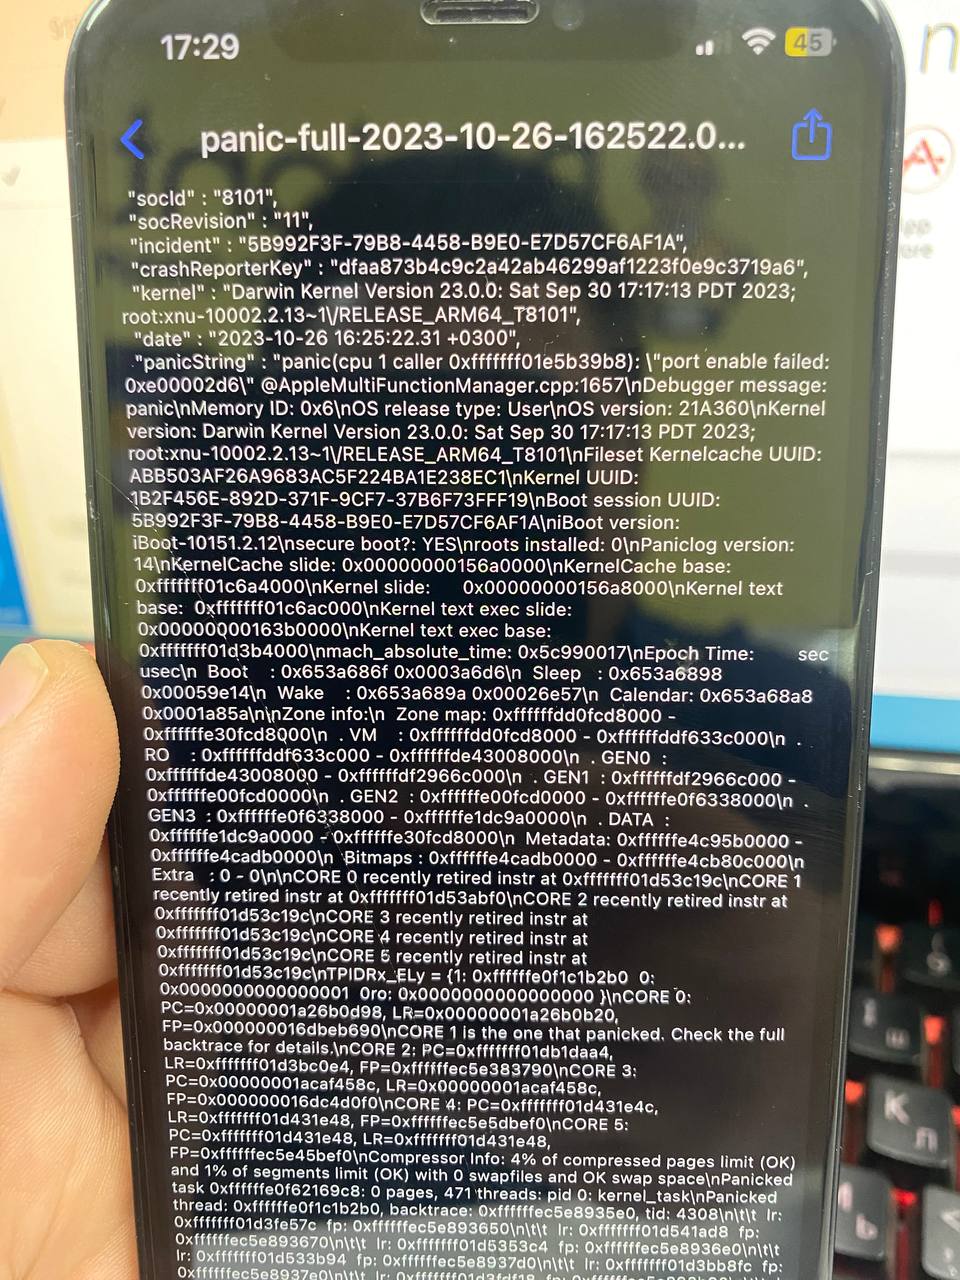 17:29
45
panic-full-2023-10-26-162522.0...
"socId" : "8101",
"socRevision" : "11",
"incident" : "5B992F3F-79B8-4458-B9E0-E7D57CF6AF1A",
"crashReporterKey" : "dfaa873b4c9c2a42ab46299af1223f0e9c3719a6",
"kernel" : "Darwin Kernel Version 23.0.0: Sat Sep 30 17:17:13 PDT 2023;
root:xnu-10002.2.13~1\/RELEASE_ARM64_T8101",
"date" : "2023-10-26 16:25:22.31 +0300",
"panicString" : "panic(cpu 1 caller 0xfffffff01e5b39b8): \"port enable failed:
0xe00002d6\" @AppleMultiFunctionManager.cpp:1657\nDebugger message:
panic\nMemory ID: 0x6\nOS release type: User\nOS version: 21A360\nKernel
version: Darwin Kernel Version 23.0.0: Sat Sep 30 17:17:13 PDT 2023;
root:xnu-10002.2.13~1\/RELEASE_ARM64_T8101\nFileset Kernelcache UUID:
ABB503AF26A9683AC5F224BA1E238EC1\nKernel UUID:
1B2F456E-892D-371F-9CF7-37B6F73FFF19\nBoot session UUID:
5B992F3F-79B8-4458-B9E0-E7D57CF6AF1A\niBoot version:
iBoot-10151.2.12\nsecure boot?: YES\nroots installed: 0\nPaniclog version:
14\nKernelCache slide: 0x00000000156a0000\nKernelCache base:
0xfffffff01c6a4000\nKernel slide: 0x00000000156a8000\nKernel text
base: 0xfffffff01c6ac000\nKernel text exec slide:
0x00000000163b0000\nKernel text exec base:
0xfffffff01d3b4000\nmach_absolute_time: 0x5c990017\nEpoch Time: sec
usec\n Boot : 0x653a686f 0x0003a6d6\n Sleep : 0x653a6898
0x00059e14\n Wake : 0x653a689a 0x00026e57\n Calendar: 0x653a68a8
0x0001a85a\n\nZone info:\n Zone map: 0xffffffdd0fcd8000 -
0xffffffe30fcd8000\n . VM : 0xffffffdd0fcd8000 - 0xffffffddf633c000\n .
RO : 0xffffffddf633c000 - 0xffffffde43008000\n . GEN0 :
0xffffffde43008000 - 0xffffffdf2966c000\n . GEN1 : 0xffffffdf2966c000 -
0xffffffe00fcd0000\n . GEN2 : 0xffffffe00fcd0000 - 0xffffffe0f6338000\n .
GEN3 : 0xffffffe0f6338000 - 0xffffffe1dc9a0000\n . DATA :
0xffffffe1dc9a0000 - 0xffffffe30fcd8000\n Metadata: 0xffffffe4c95b0000 -
0xffffffe4cadb0000\n Bitmaps : 0xffffffe4cadb0000 - 0xffffffe4cb80c000\n
Extra : 0 - 0\n\nCORE 0 recently retired instr at 0xfffffff01d53c19c\nCORE 1
recently retired instr at 0xfffffff01d53abf0\nCORE 2 recently retired instr at
0xfffffff01d53c19c\nCORE 3 recently retired instr at
0xfffffff01d53c19c\nCORE 4 recently retired instr at
0xfffffff01d53c19c\nCORE 5 recently retired instr at
0xfffffff01d53c19c\nTPIDRx_ELy = {1: 0xffffffe0f1c1b2b0 0:
0x0000000000000001 0ro: 0x0000000000000000 }\nCORE 0:
PC=0x00000001a26b0d98, LR=0x00000001a26b0b20,
FP=0x000000016dbeb690\nCORE 1 is the one that panicked. Check the full
backtrace for details.\nCORE 2: PC=0xfffffff01db1daa4,
LR=0xfffffff01d3bc0e4, FP=0xffffffec5e383790\nCORE 3:
PC=0x00000001acaf458c, LR=0x00000001acaf458c,
FP=0x000000016dc4d0f0\nCORE 4: PC=0xfffffff01d431e4c,
LR=0xfffffff01d431e48, FP=0xffffffec5e5dbef0\nCORE 5:
PC=0xfffffff01d431e48, LR=0xfffffff01d431e48,
FP=0xffffffec5e45bef0\nCompressor Info: 4% of compressed pages limit (OK)
and 1% of segments limit (OK) with 0 swapfiles and OK swap space\nPanicked
task 0xffffffe0f62169c8: 0 pages, 471 threads: pid 0: kernel_task\nPanicked
thread: 0xffffffe0f1c1b2b0, backtrace: 0xffffffec5e8935e0, tid: 4308\n\t\t lr:
0xfffffff01d3fe57c fp: 0xffffffec5e893650\n\t\t lr: 0xfffffff01d541ad8 fp:
0xffffffec5e893670\n\t\t lr: 0xfffffff01d5353c4 fp: 0xffffffec5e8936e0\n\t\t
lr: 0xfffffff01d533b94 fp: 0xffffffec5e8937d0\n\t\t lr: 0xfffffff01d3bb8fc fp:
К
Л
Ь